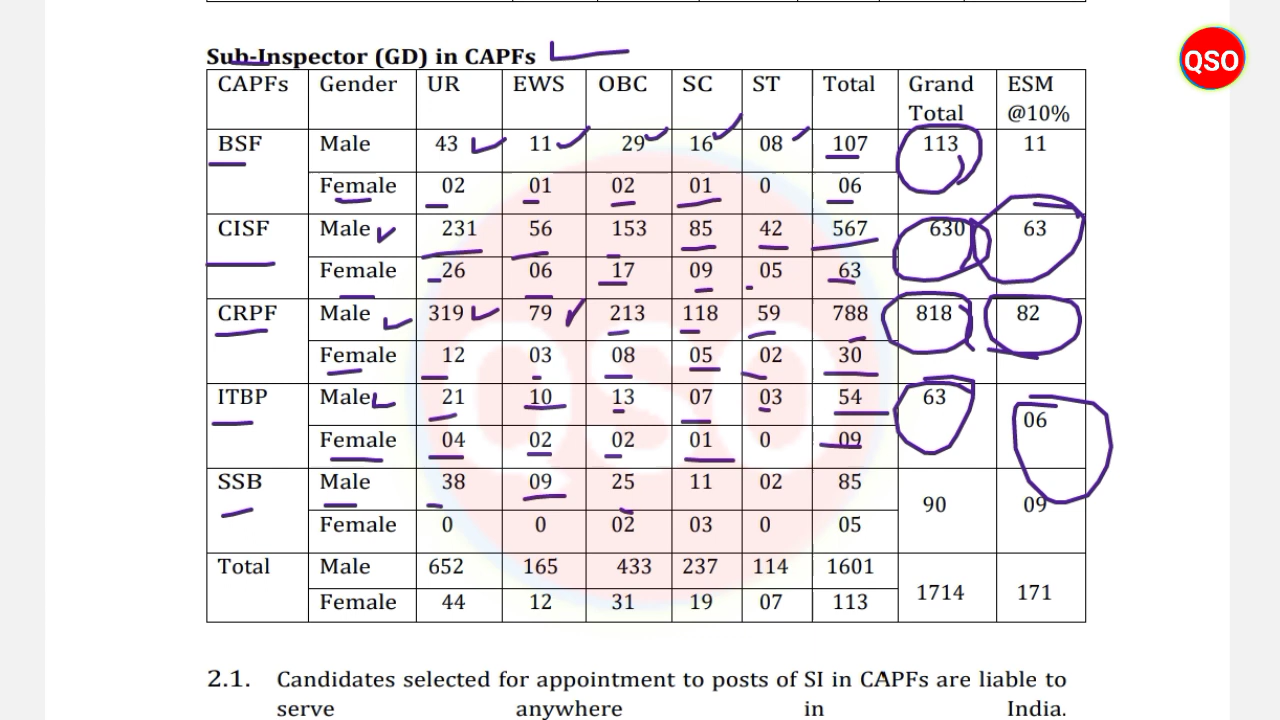 QSO
Sub-Inspector (GD) in CAPFs
CAPFs Gender UR EWS OBC SC ST Total Grand Total ESM @10%
BSF Male 43 11 29 16 08 107 113 11
Female 02 01 02 01 0 06
CISF Male 231 56 153 85 42 567 630 63
Female 26 06 17 09 05 63
CRPF Male 319 79 213 118 59 788 818 82
Female 12 03 08 05 02 30
ITBP Male 21 10 13 07 03 54 63 06
Female 04 02 02 01 0 09
SSB Male 38 09 25 11 02 85 90 09
Female 0 0 02 03 0 05
Total Male 652 165 433 237 114 1601 1714 171
Female 44 12 31 19 07 113
QSO
2.1. Candidates selected for appointment to posts of SI in CAPFs are liable to
serve anywhere in India.